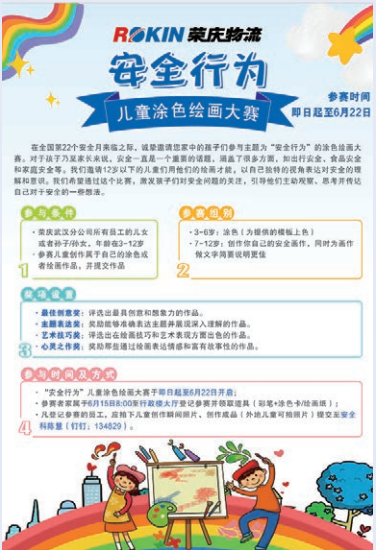 ROKIN 荣庆物流
安全行为
儿童涂色绘画大赛
参赛时间
即日起至6月22日
在全国第22个安全月来临之际，诚挚邀请您家中的孩子们参与主题为“安全行为”的涂色绘画大
赛。对于孩子乃至家长来说，安全一直是一个重要的话题，涵盖了很多方面，如出行安全、食品安全
和家庭安全等。我们邀请12岁以下的儿童们用他们的绘画才能，以自己独特的视角表达对安全的理
解和意识。我们希望通过这个比赛，激发孩子们对安全问题的关注，引导他们主动观察、思考并传达
自己对于安全的一些想法。
参与条件
· 荣庆武汉分公司所有员工的儿女
或者孙子/孙女，年龄在3-12岁
· 参赛儿童创作属于自己的涂色或
者绘画作品，并提交作品
1
参赛组别
· 3-6岁：涂色（为提供的模板上色）
· 7-12岁：创作你自己的安全画作，同时为画作
做文字简要说明更佳
2
奖项设置
· 最佳创意奖：评选出最具创意和想象力的作品。
· 主题表达奖：奖励能够准确表达主题并展现深入理解的作品。
· 艺术技巧奖：评选出在绘画技巧和艺术表现方面出色的作品。
· 心灵之作奖：奖励那些通过绘画表达情感和富有故事性的作品。
3
参与时间及方式
· “安全行为”儿童涂色绘画大赛于即日起至6月22日开启；
· 参赛者家属于6月15日8:00至行政楼大厅登记参赛并领取道具（彩笔+涂色卡/绘画纸）；
· 凡登记参赛的员工，应拍下儿童创作瞬间照片，创作成品（外地儿童可拍照片）提交至安全
科陈盟（钉钉：134829）。
4